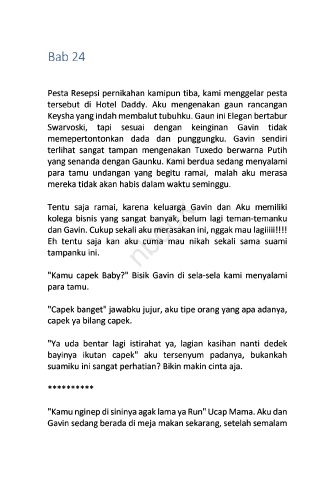 Bab 24
Pesta Resepsi pernikahan kamipun tiba, kami menggelar pesta
tersebut di Hotel Daddy. Aku mengenakan gaun rancangan
Keysha yang indah membalut tubuhku. Gaun ini Elegan bertabur
Swarvoski, tapi sesuai dengan keinginan Gavin tidak
memepertontonkan dada dan punggungku. Gavin sendiri
terlihat sangat tampan mengenakan Tuxedo berwarna Putih
yang senanda dengan Gaunku. Kami berdua sedang menyalami
para tamu undangan yang begitu ramai, malah aku merasa
mereka tidak akan habis dalam waktu seminggu.
Tentu saja ramai, karena keluarga Gavin dan Aku memiliki
kolega bisnis yang sangat banyak, belum lagi teman-temanku
dan Gavin. Cukup sekali aku merasakan ini, nggak mau lagiiiii!!!!
Eh tentu saja kan aku cuma mau nikah sekali sama suami
tampanku ini.
"Kamu capek Baby?" Bisik Gavin di sela-sela kami menyalami
para tamu.
"Capek banget" jawabku jujur, aku tipe orang yang apa adanya,
capek ya bilang capek.
"Ya uda bentar lagi istirahat ya, lagian kasihan nanti dedek
bayinya ikutan capek" aku tersenyum padanya, bukankah
suamiku ini sangat perhatian? Bikin makin cinta aja.
**********
"Kamu nginep di sininya agak lama ya Run" Ucap Mama. Aku dan
Gavin sedang berada di meja makan sekarang, setelah semalam